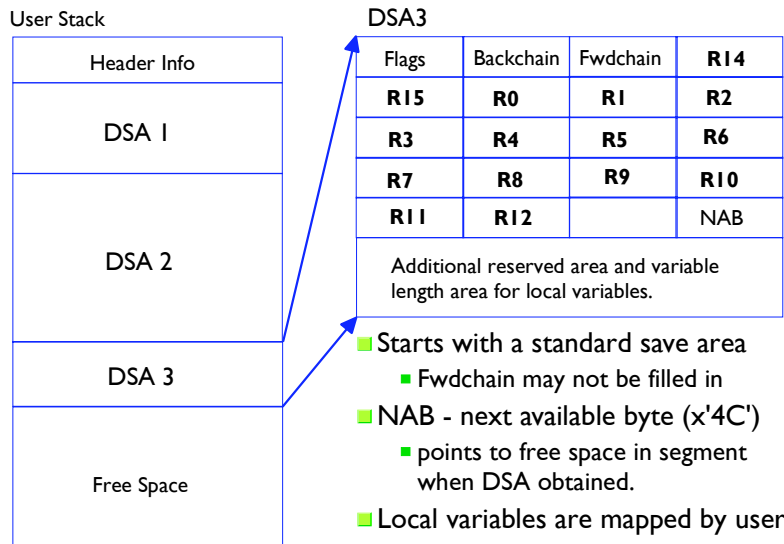 User Stack
Header Info
DSA 1
DSA 2
DSA 3
Free Space
DSA3
Flags Backchain Fwdchain R14
R15 R0 R1 R2
R3 R4 R5 R6
R7 R8 R9 R10
R11 R12 NAB
Additional reserved area and variable
length area for local variables.
Starts with a standard save area
Fwdchain may not be filled in
NAB - next available byte (x'4C')
points to free space in segment
when DSA obtained.
Local variables are mapped by user